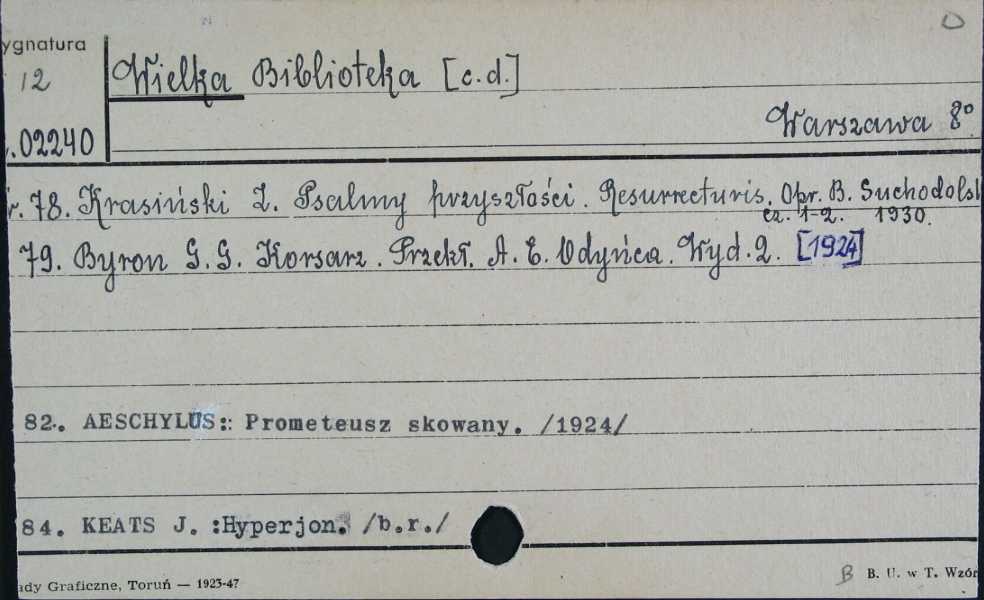 ygnatura
12
.02240
Wielka Biblioteka [c.d.]
Warszawa 8°
r. 78. Krasiński Z. Psalmy przyszłości. Resurrecturis. Opr. B. Suchodols
cz. 1-2. 1930.
79. Byron G. G. Korsarz. Przekł. A. E. Odyńca. Wyd. 2. [1924]
82. AESCHYLUS:: Prometeusz skowany. /1924/
84. KEATS J. :Hyperjon. /b.r./
ady Graficzne, Toruń — 1923-47
B B. U. w T. Wzór